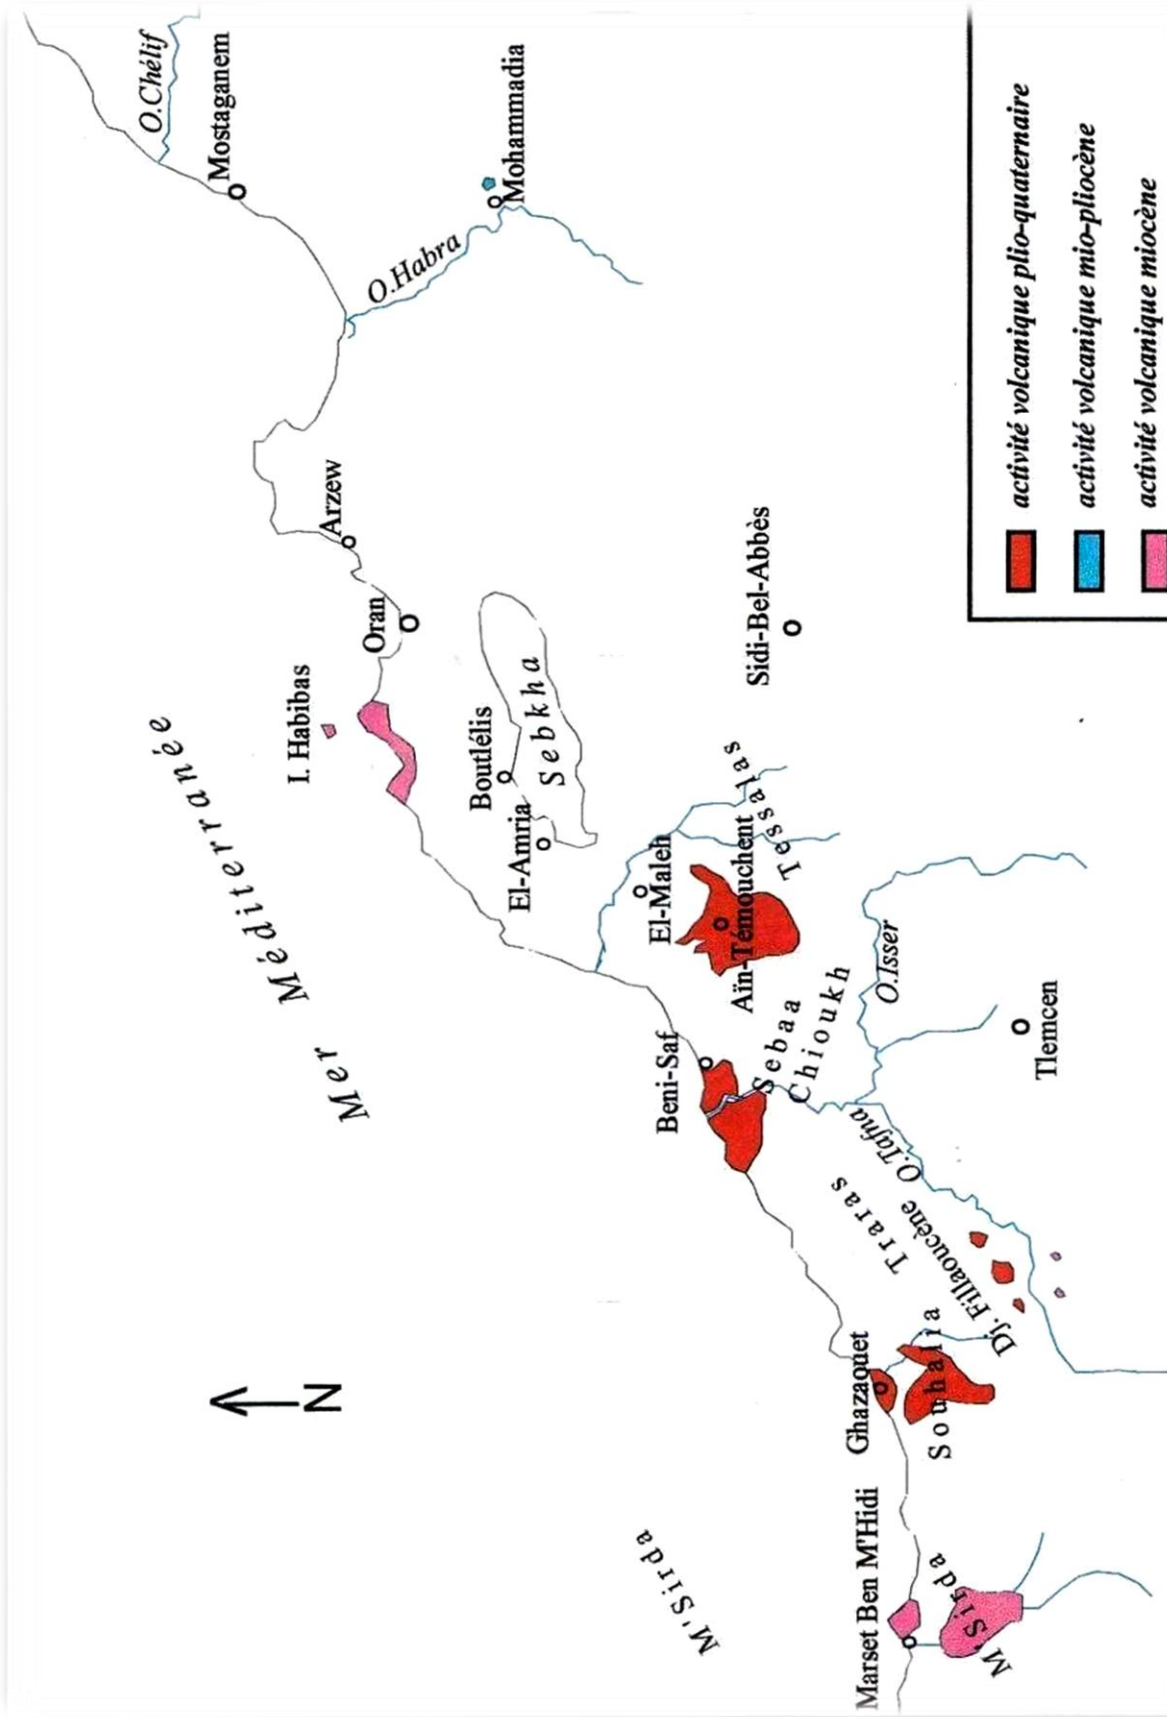 O.Chélif
Mostaganem
Mohammadia
O.Habra
Arzew
Oran
I. Habibas
Mer Méditerranée
Boutlélis
Sebkha
El-Amria
Sidi-Bel-Abbès
El-Maleh
Aïn-Témouchent
Tessalas
Beni-Saf
Sebaa
Chioukh
O.Isser
Tlemcen
O.Tafna
Traras
Dj. Fillaoucène
Ghazaouet
Souhalia
N
Marset Ben M'Hidi
M'Sirda
M'Sirda
activité volcanique plio-quaternaire
activité volcanique mio-pliocène
activité volcanique miocène